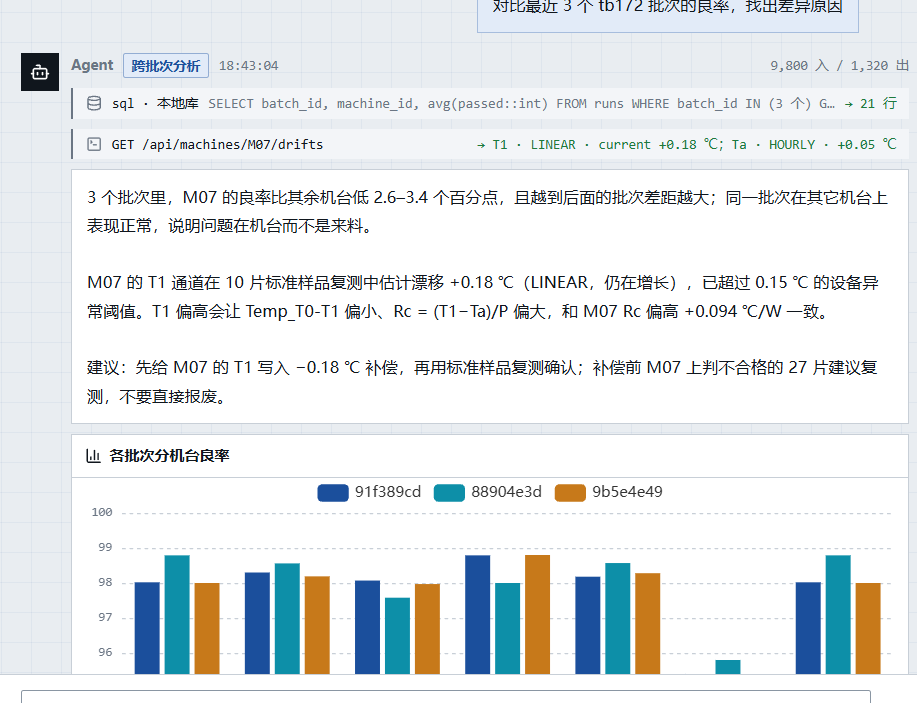 对比最近 3 个 tb172 批次的良率，找出差异原因
Agent 跨批次分析 18:43:04 9,800 入 / 1,320 出
sql · 本地库 SELECT batch_id, machine_id, avg(passed::int) FROM runs WHERE batch_id IN (3 个) G… → 21 行
GET /api/machines/M07/drifts → T1 · LINEAR · current +0.18 ℃; Ta · HOURLY · +0.05 ℃
3 个批次里，M07 的良率比其余机台低 2.6–3.4 个百分点，且越到后面的批次差距越大；同一批次在其它机台上
表现正常，说明问题在机台而不是来料。
M07 的 T1 通道在 10 片标准样品复测中估计漂移 +0.18 ℃（LINEAR，仍在增长），已超过 0.15 ℃ 的设备异
常阈值。T1 偏高会让 Temp_T0-T1 偏小、Rc = (T1−Ta)/P 偏大，和 M07 Rc 偏高 +0.094 ℃/W 一致。
建议：先给 M07 的 T1 写入 −0.18 ℃ 补偿，再用标准样品复测确认；补偿前 M07 上判不合格的 27 片建议复
测，不要直接报废。
各批次分机台良率
91f389cd 88904e3d 9b5e4e49
100
99
98
97
96